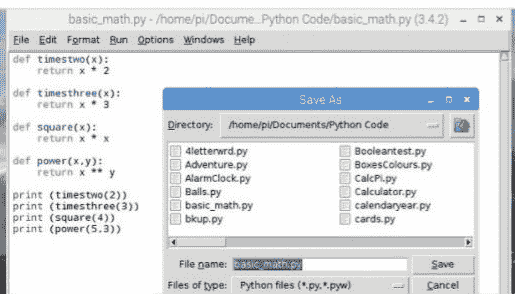 basic_math.py - /home/pi/Docume...Python Code/basic_math.py (3.4.2)
File Edit Format Run Options Windows Help
def timestwo(x):
    return x * 2
def timesthree(x):
    return x * 3
def square(x):
    return x * x
def power(x,y):
    return x ** y
print (timestwo(2))
print (timesthree(3))
print (square(4))
print (power(5.3))
Save As
Directory: /home/pi/Documents/Python Code
4letterwrd.py Booleantest.py
Adventure.py BoxesColours.py
AlarmClock.py CalcPi.py
Balls.py Calculator.py
basic_math.py calendaryear.py
bkup.py cards.py
File name: basic_math.py Save
Files of type: Python files (*.py,*.pyw) Cancel